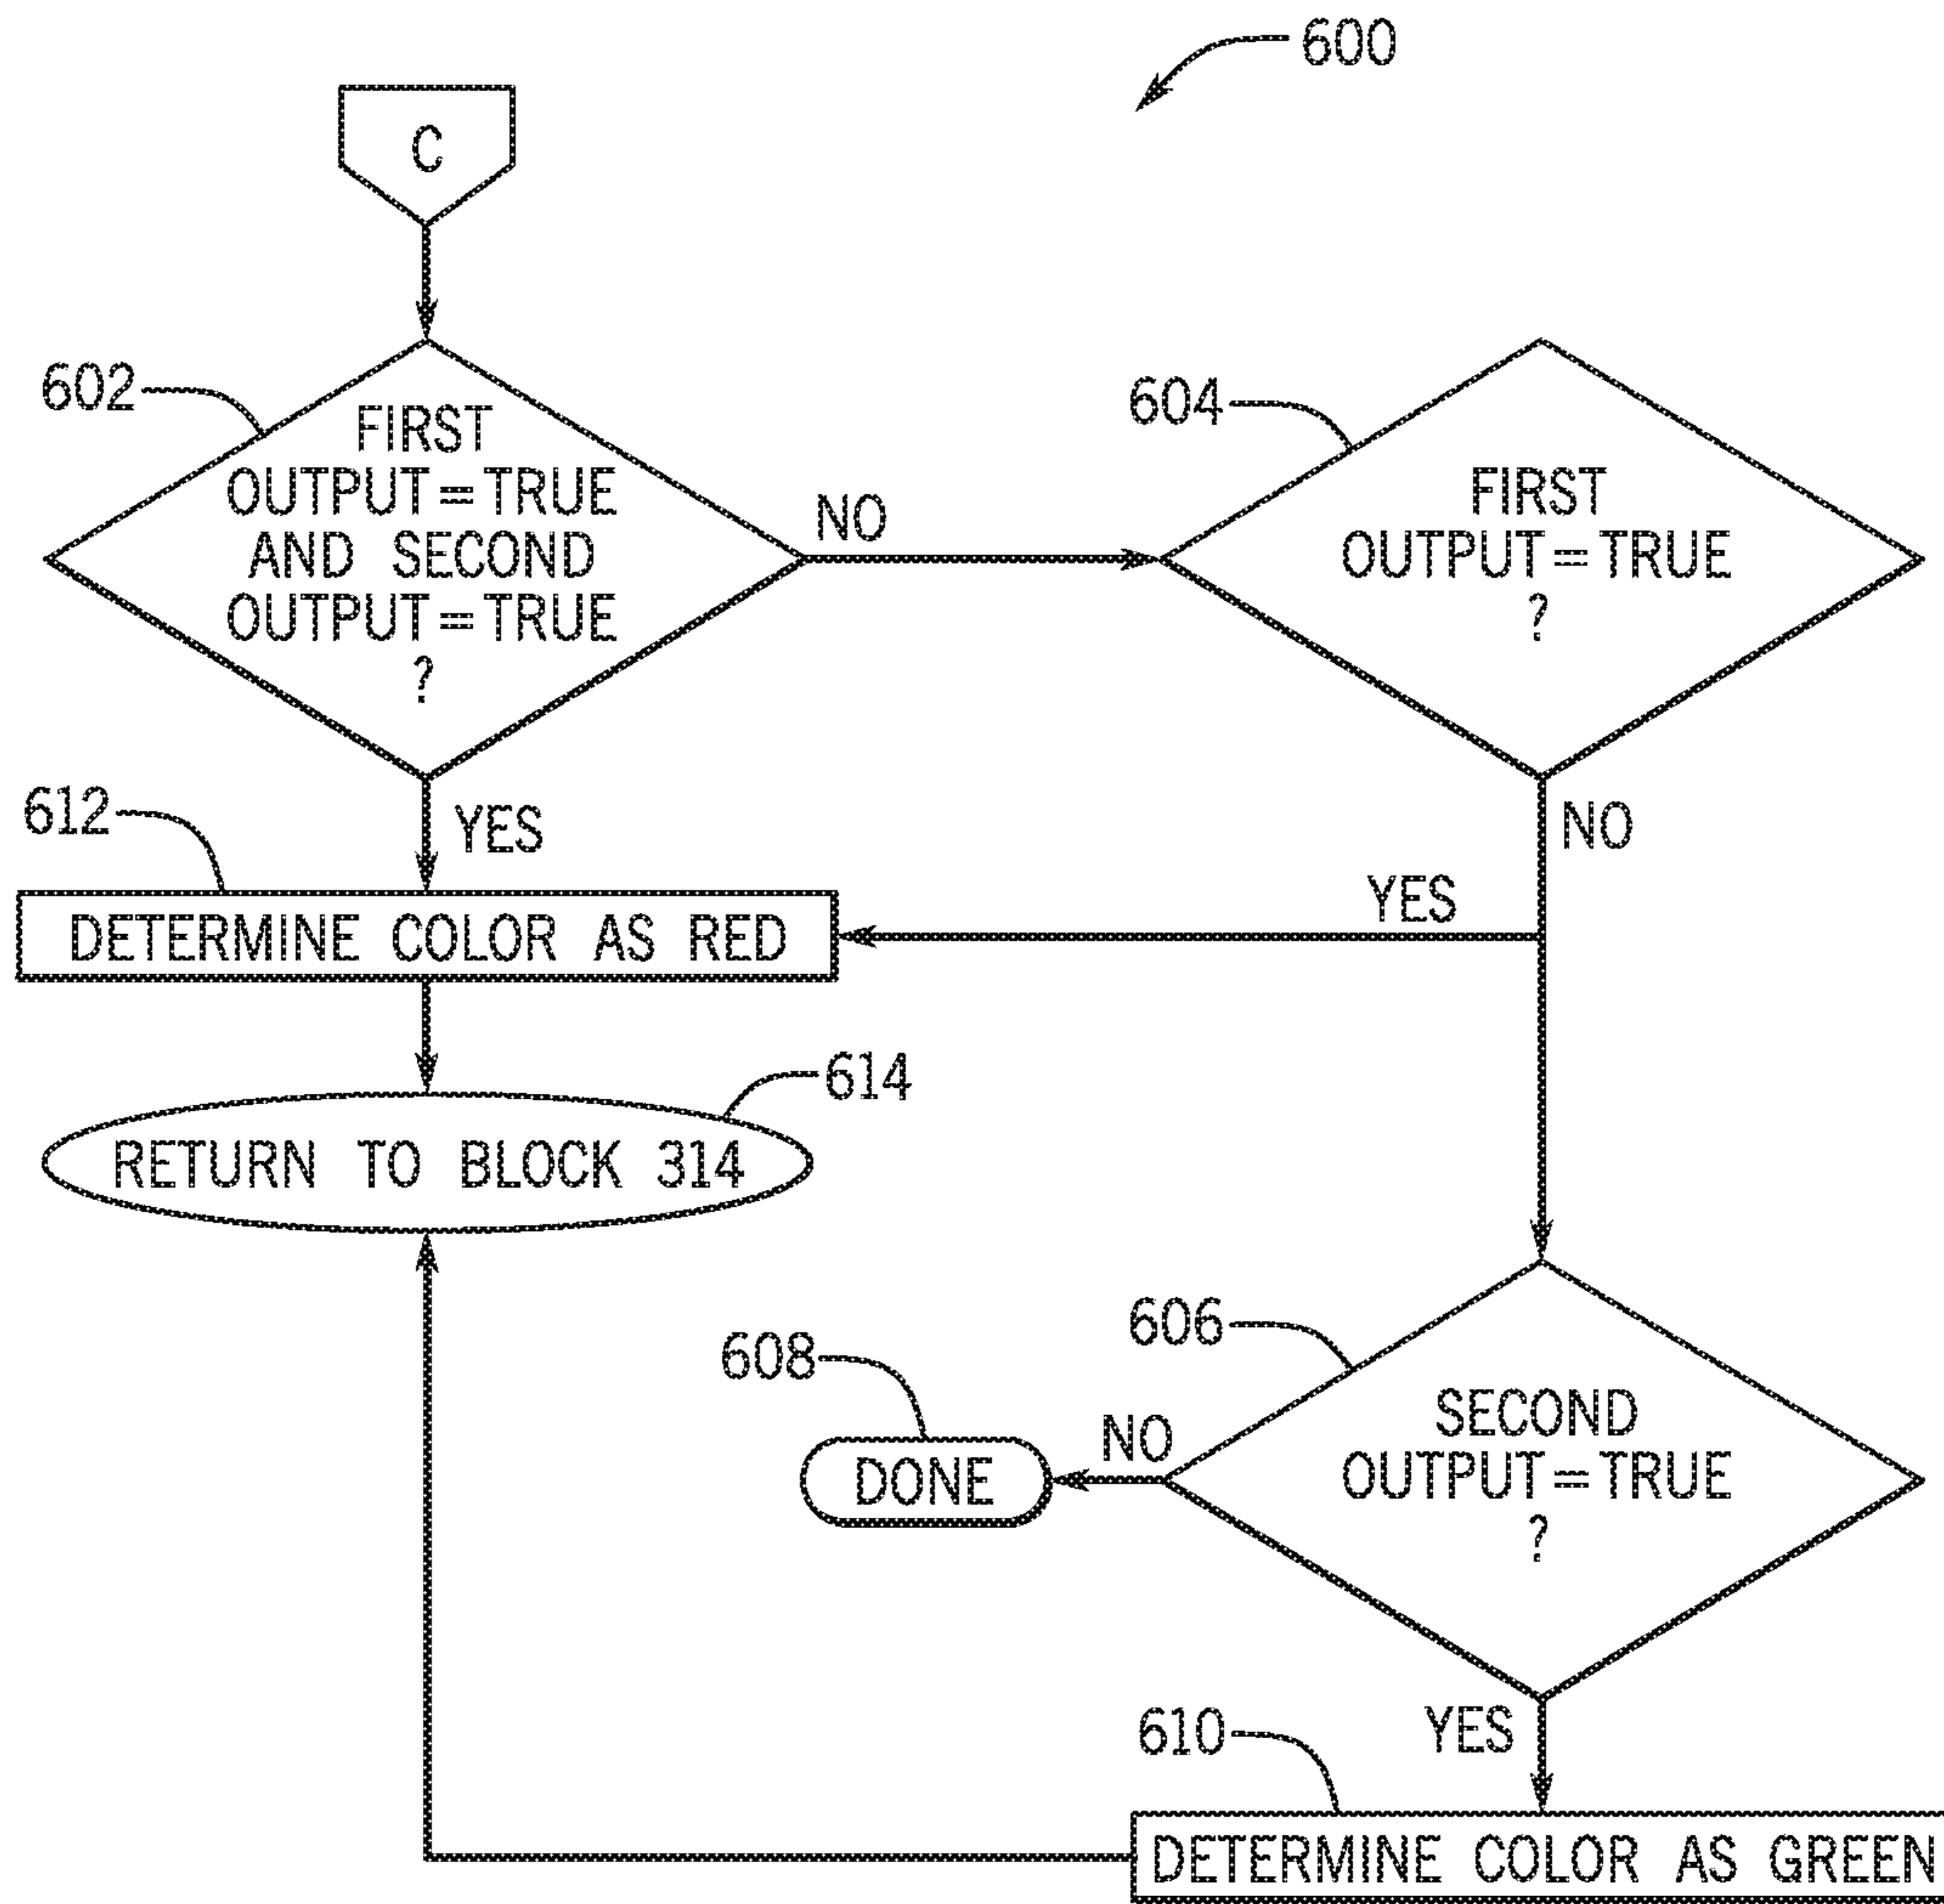 600
C
602
FIRST
OUTPUT=TRUE
AND SECOND
OUTPUT=TRUE
?
NO
604
FIRST
OUTPUT=TRUE
?
612
YES
NO
YES
DETERMINE COLOR AS RED
614
RETURN TO BLOCK 314
606
608
NO
DONE
SECOND
OUTPUT=TRUE
?
610
YES
DETERMINE COLOR AS GREEN